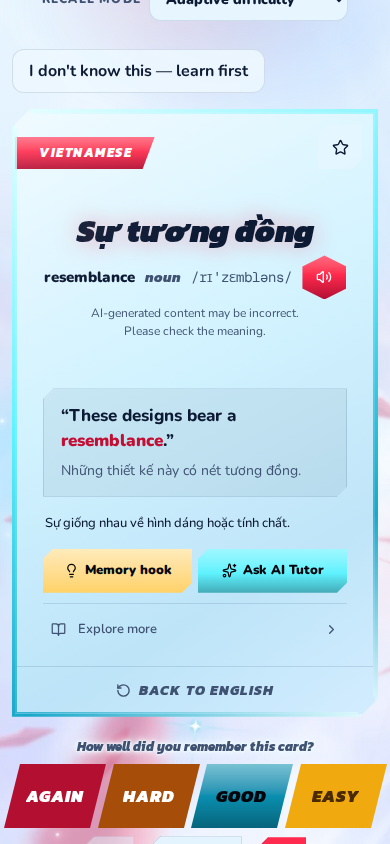 RECALL MODE
Adaptive difficulty
I don't know this — learn first
VIETNAMESE
Sự tương đồng
resemblance noun /rɪˈzɛmbləns/
AI-generated content may be incorrect.
Please check the meaning.
“These designs bear a
resemblance.”
Những thiết kế này có nét tương đồng.
Sự giống nhau về hình dáng hoặc tính chất.
Memory hook
Ask AI Tutor
Explore more
BACK TO ENGLISH
How well did you remember this card?
AGAIN
HARD
GOOD
EASY